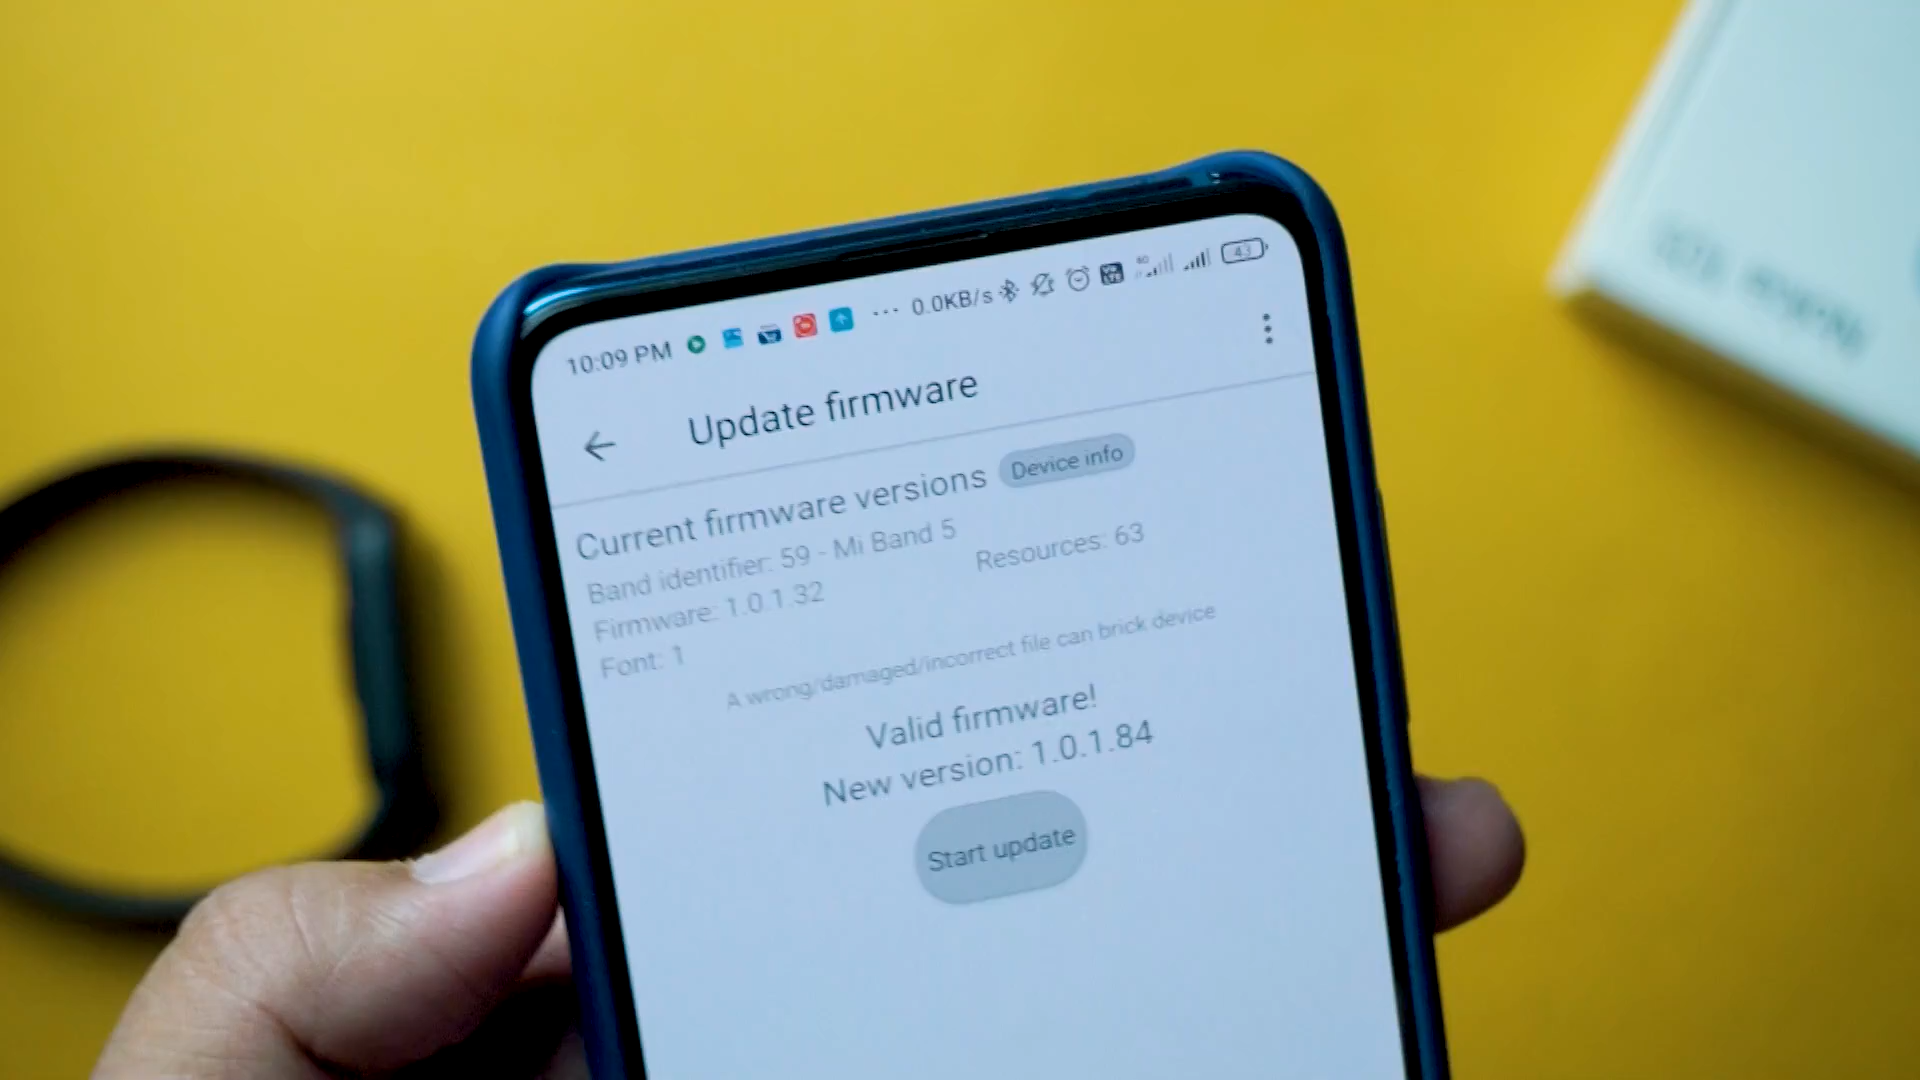 10:09 PM ... 0.0KB/s 43
Update firmware
Current firmware versions Device info
Band identifier: 59 - Mi Band 5
Firmware: 1.0.1.32 Resources: 63
Font: 1
A wrong/damaged/incorrect file can brick device
Valid firmware!
New version: 1.0.1.84
Start update